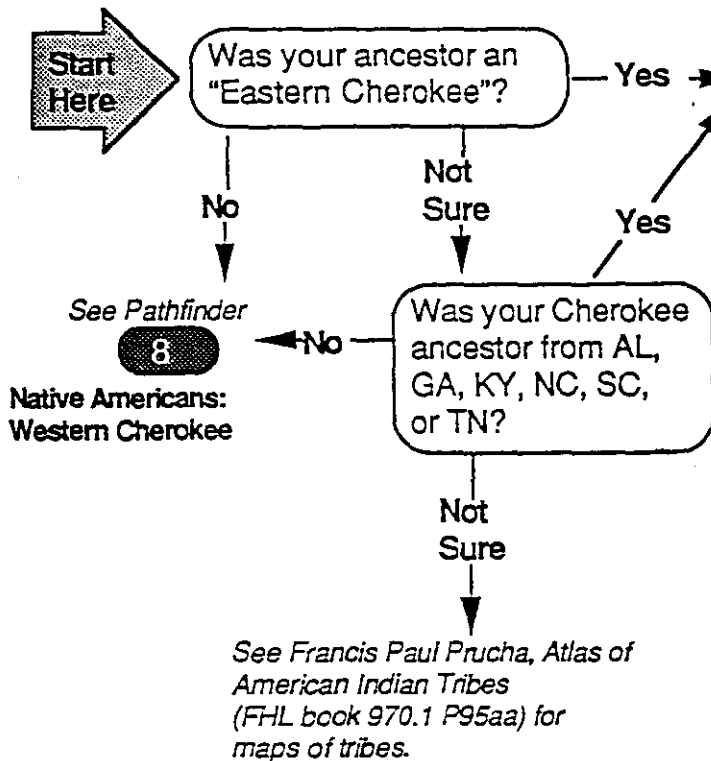 Start
Here
Was your ancestor an
“Eastern Cherokee”?
Yes
No
Not
Sure
Yes
See Pathfinder
8
Native Americans:
Western Cherokee
No
Was your Cherokee
ancestor from AL,
GA, KY, NC, SC,
or TN?
Not
Sure
See Francis Paul Prucha, Atlas of
American Indian Tribes
(FHL book 970.1 P95aa) for
maps of tribes.